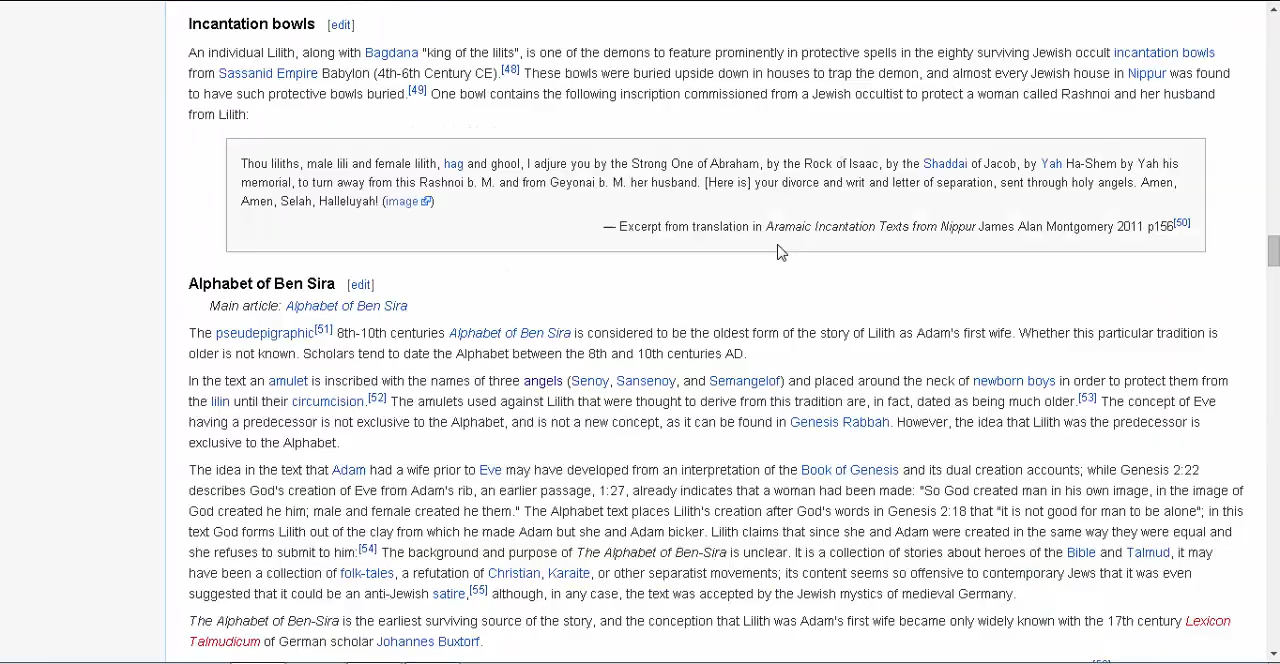 Incantation bowls [edit]
An individual Lilith, along with Bagdana "king of the lilits", is one of the demons to feature prominently in protective spells in the eighty surviving Jewish occult incantation bowls
from Sassanid Empire Babylon (4th-6th Century CE).[48] These bowls were buried upside down in houses to trap the demon, and almost every Jewish house in Nippur was found
to have such protective bowls buried.[49] One bowl contains the following inscription commissioned from a Jewish occultist to protect a woman called Rashnoi and her husband
from Lilith:
Thou liliths, male lili and female lilith, hag and ghool, I adjure you by the Strong One of Abraham, by the Rock of Isaac, by the Shaddai of Jacob, by Yah Ha-Shem by Yah his
memorial, to turn away from this Rashnoi b. M. and from Geyonai b. M. her husband. [Here is] your divorce and writ and letter of separation, sent through holy angels. Amen,
Amen, Selah, Halleluyah! (image)
— Excerpt from translation in Aramaic Incantation Texts from Nippur James Alan Montgomery 2011 p156[50]
Alphabet of Ben Sira [edit]
Main article: Alphabet of Ben Sira
The pseudepigraphic[51] 8th-10th centuries Alphabet of Ben Sira is considered to be the oldest form of the story of Lilith as Adam's first wife. Whether this particular tradition is
older is not known. Scholars tend to date the Alphabet between the 8th and 10th centuries AD.
In the text an amulet is inscribed with the names of three angels (Senoy, Sansenoy, and Semangelof) and placed around the neck of newborn boys in order to protect them from
the lilin until their circumcision.[52] The amulets used against Lilith that were thought to derive from this tradition are, in fact, dated as being much older.[53] The concept of Eve
having a predecessor is not exclusive to the Alphabet, and is not a new concept, as it can be found in Genesis Rabbah. However, the idea that Lilith was the predecessor is
exclusive to the Alphabet.
The idea in the text that Adam had a wife prior to Eve may have developed from an interpretation of the Book of Genesis and its dual creation accounts; while Genesis 2:22
describes God's creation of Eve from Adam's rib, an earlier passage, 1:27, already indicates that a woman had been made: "So God created man in his own image, in the image of
God created he him; male and female created he them." The Alphabet text places Lilith's creation after God's words in Genesis 2:18 that "it is not good for man to be alone"; in this
text God forms Lilith out of the clay from which he made Adam but she and Adam bicker. Lilith claims that since she and Adam were created in the same way they were equal and
she refuses to submit to him:[54] The background and purpose of The Alphabet of Ben-Sira is unclear. It is a collection of stories about heroes of the Bible and Talmud, it may
have been a collection of folk-tales, a refutation of Christian, Karaite, or other separatist movements; its content seems so offensive to contemporary Jews that it was even
suggested that it could be an anti-Jewish satire,[55] although, in any case, the text was accepted by the Jewish mystics of medieval Germany.
The Alphabet of Ben-Sira is the earliest surviving source of the story, and the conception that Lilith was Adam's first wife became only widely known with the 17th century Lexicon
Talmudicum of German scholar Johannes Buxtorf.